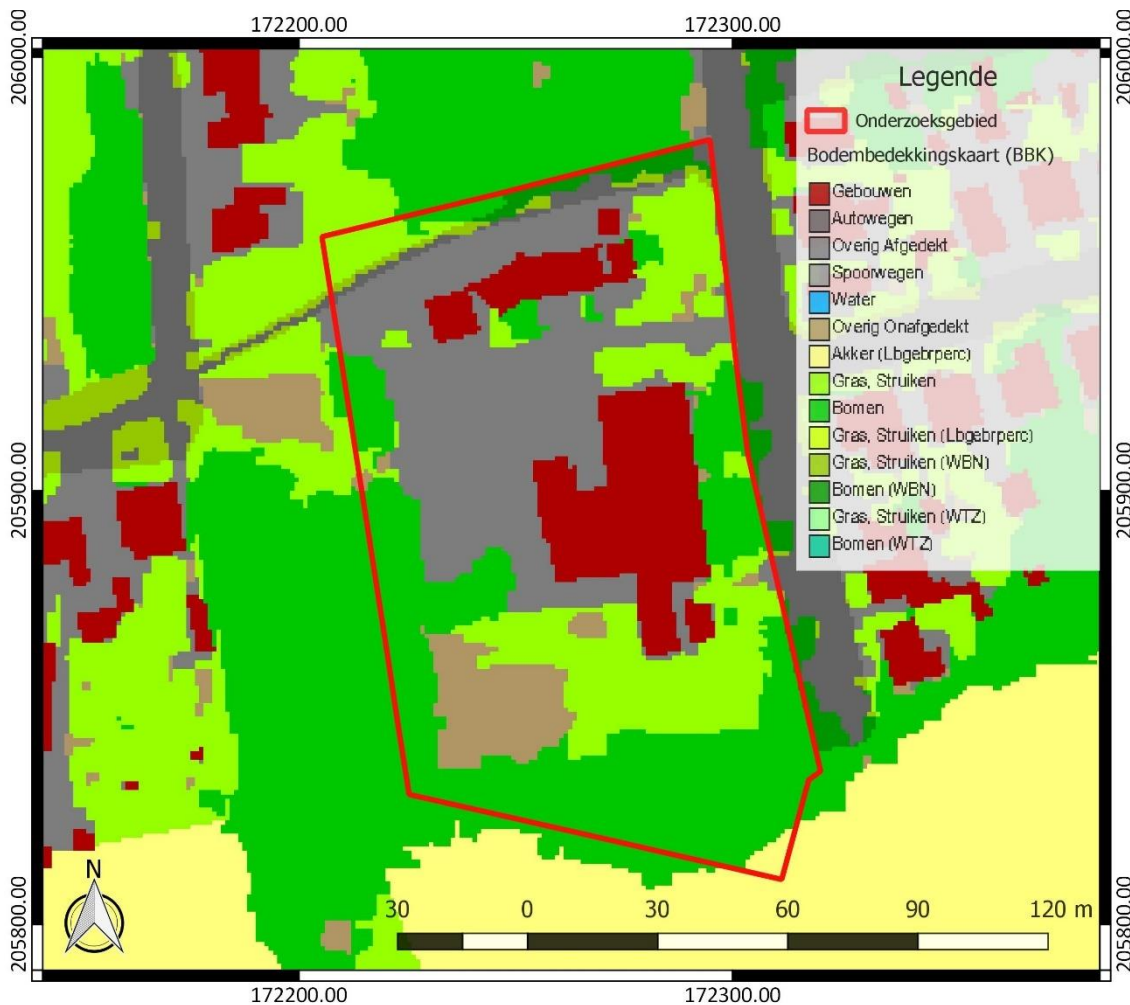 172200.00 172300.00
206000.00 206000.00
Legende
Onderzoeksgebied
Bodembedekkingskaart (BBK)
Gebouwen
Autowegen
Overig Afgedekt
Spoorwegen
Water
Overig Onafgedekt
Akker (Lbgebrperc)
Gras, Struiken
Bomen
Gras, Struiken (Lbgebrperc)
Gras, Struiken (WBN)
Bomen (WBN)
Gras, Struiken (WTZ)
Bomen (WTZ)
205900.00 205900.00
N
30 0 30 60 90 120 m
205800.00 205800.00
172200.00 172300.00